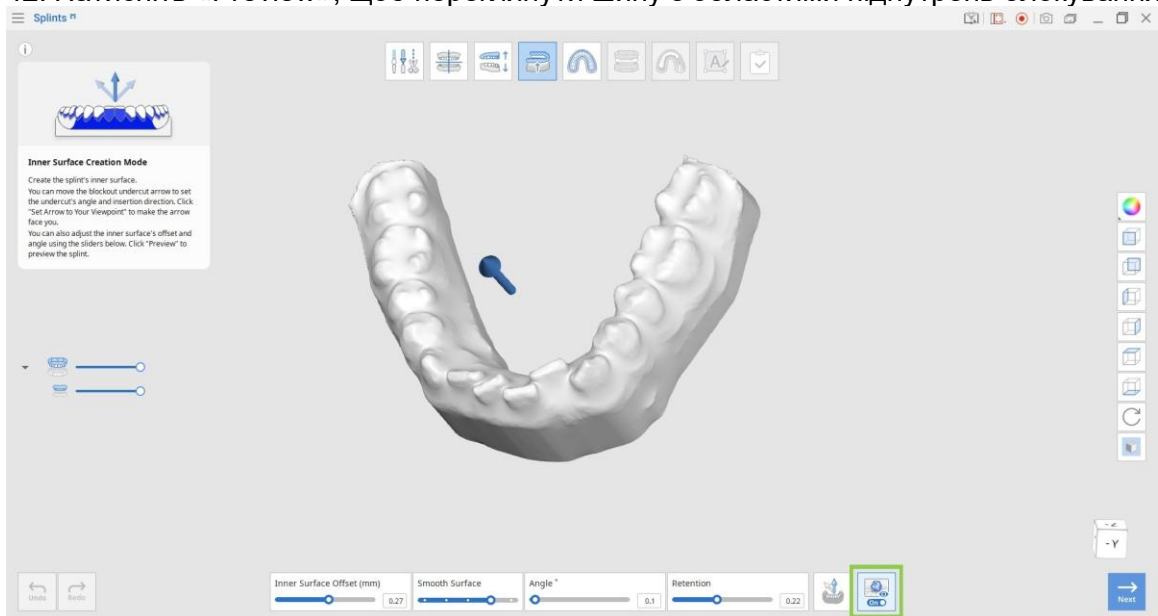 Splints
Inner Surface Creation Mode
Create the splint's inner surface.
You can move the blockout undercut arrow to set
the undercut's angle and insertion direction. Click
"Set Arrow to Your Viewpoint" to make the arrow
face you.
You can also adjust the inner surface's offset and
angle using the sliders below. Click "Preview" to
preview the splint.
- Y
Undo
Redo
Inner Surface Offset (mm)
0.27
Smooth Surface
Angle °
0.1
Retention
0.22
On
Next